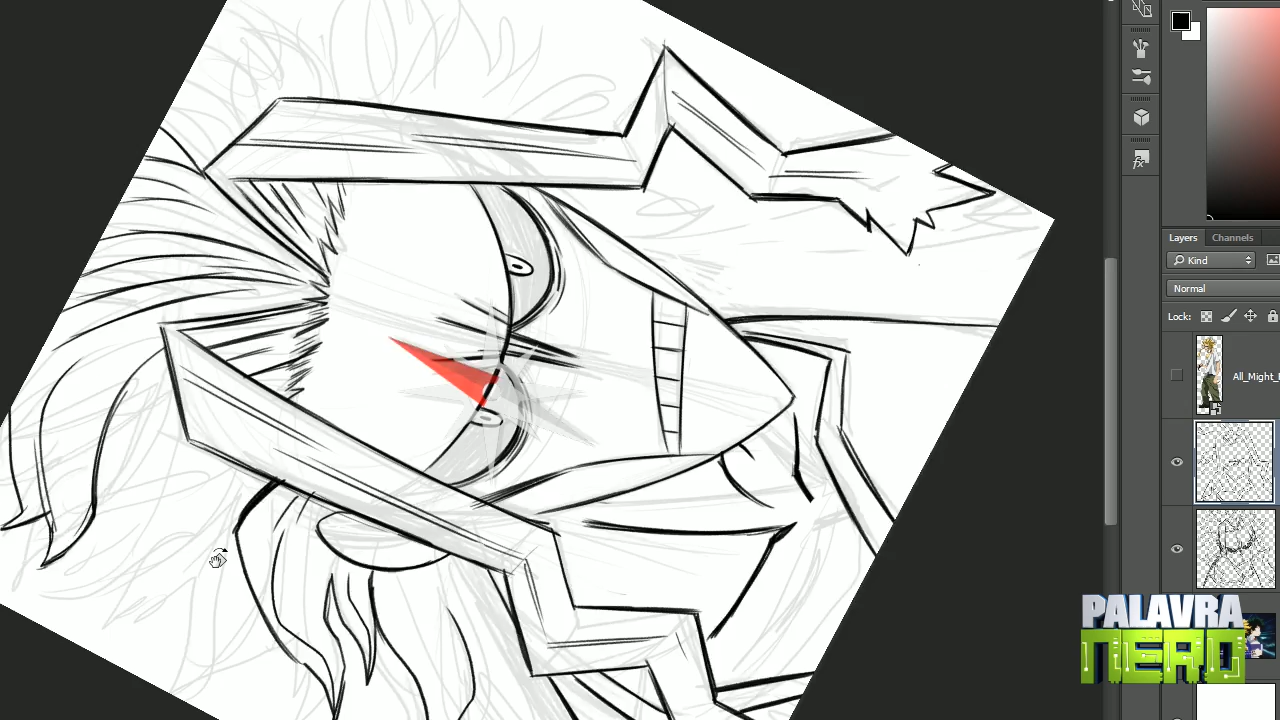 Layers Channels
Kind
Normal
Lock:
All_Might_
PALAVRA
NERD